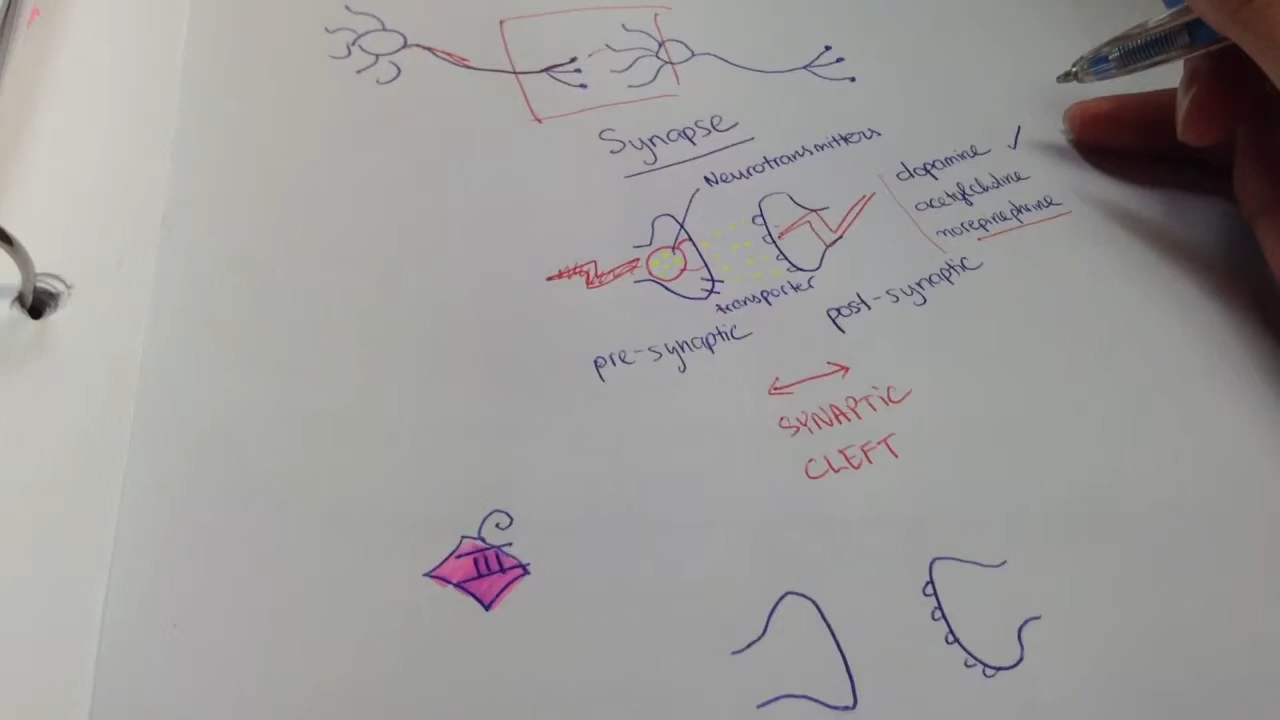 Synapse
Neurotransmitters
dopamine ✓
acetylcholine
norepinephrine
transporter
post-synaptic
pre-synaptic
SYNAPTIC
CLEFT